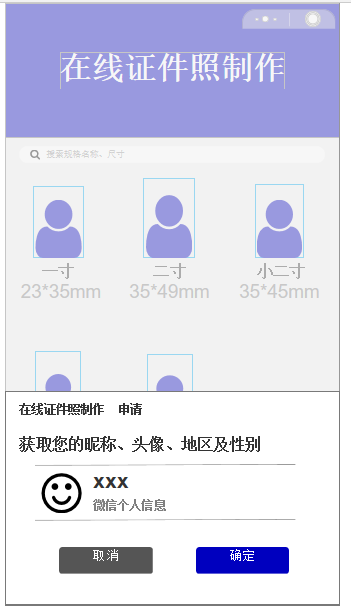 在线证件照制作
搜索规格名称、尺寸
一寸
二寸
小二寸
23*35mm
35*49mm
35*45mm
在线证件照制作 申请
获取您的昵称、头像、地区及性别
xxx
微信个人信息
取消
确定